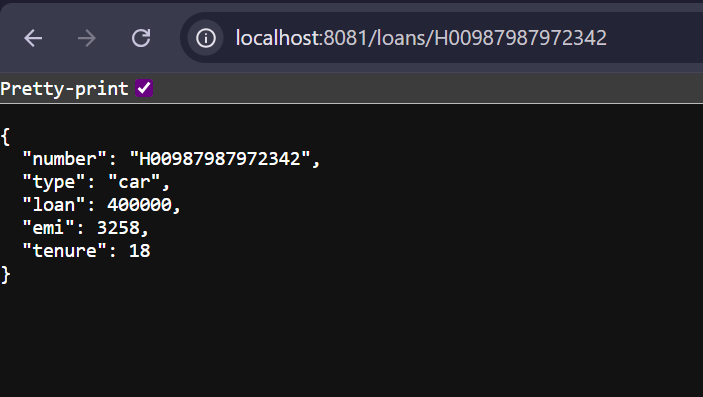 localhost:8081/loans/H00987987972342
Pretty-print
{
  "number": "H00987987972342",
  "type": "car",
  "loan": 400000,
  "emi": 3258,
  "tenure": 18
}